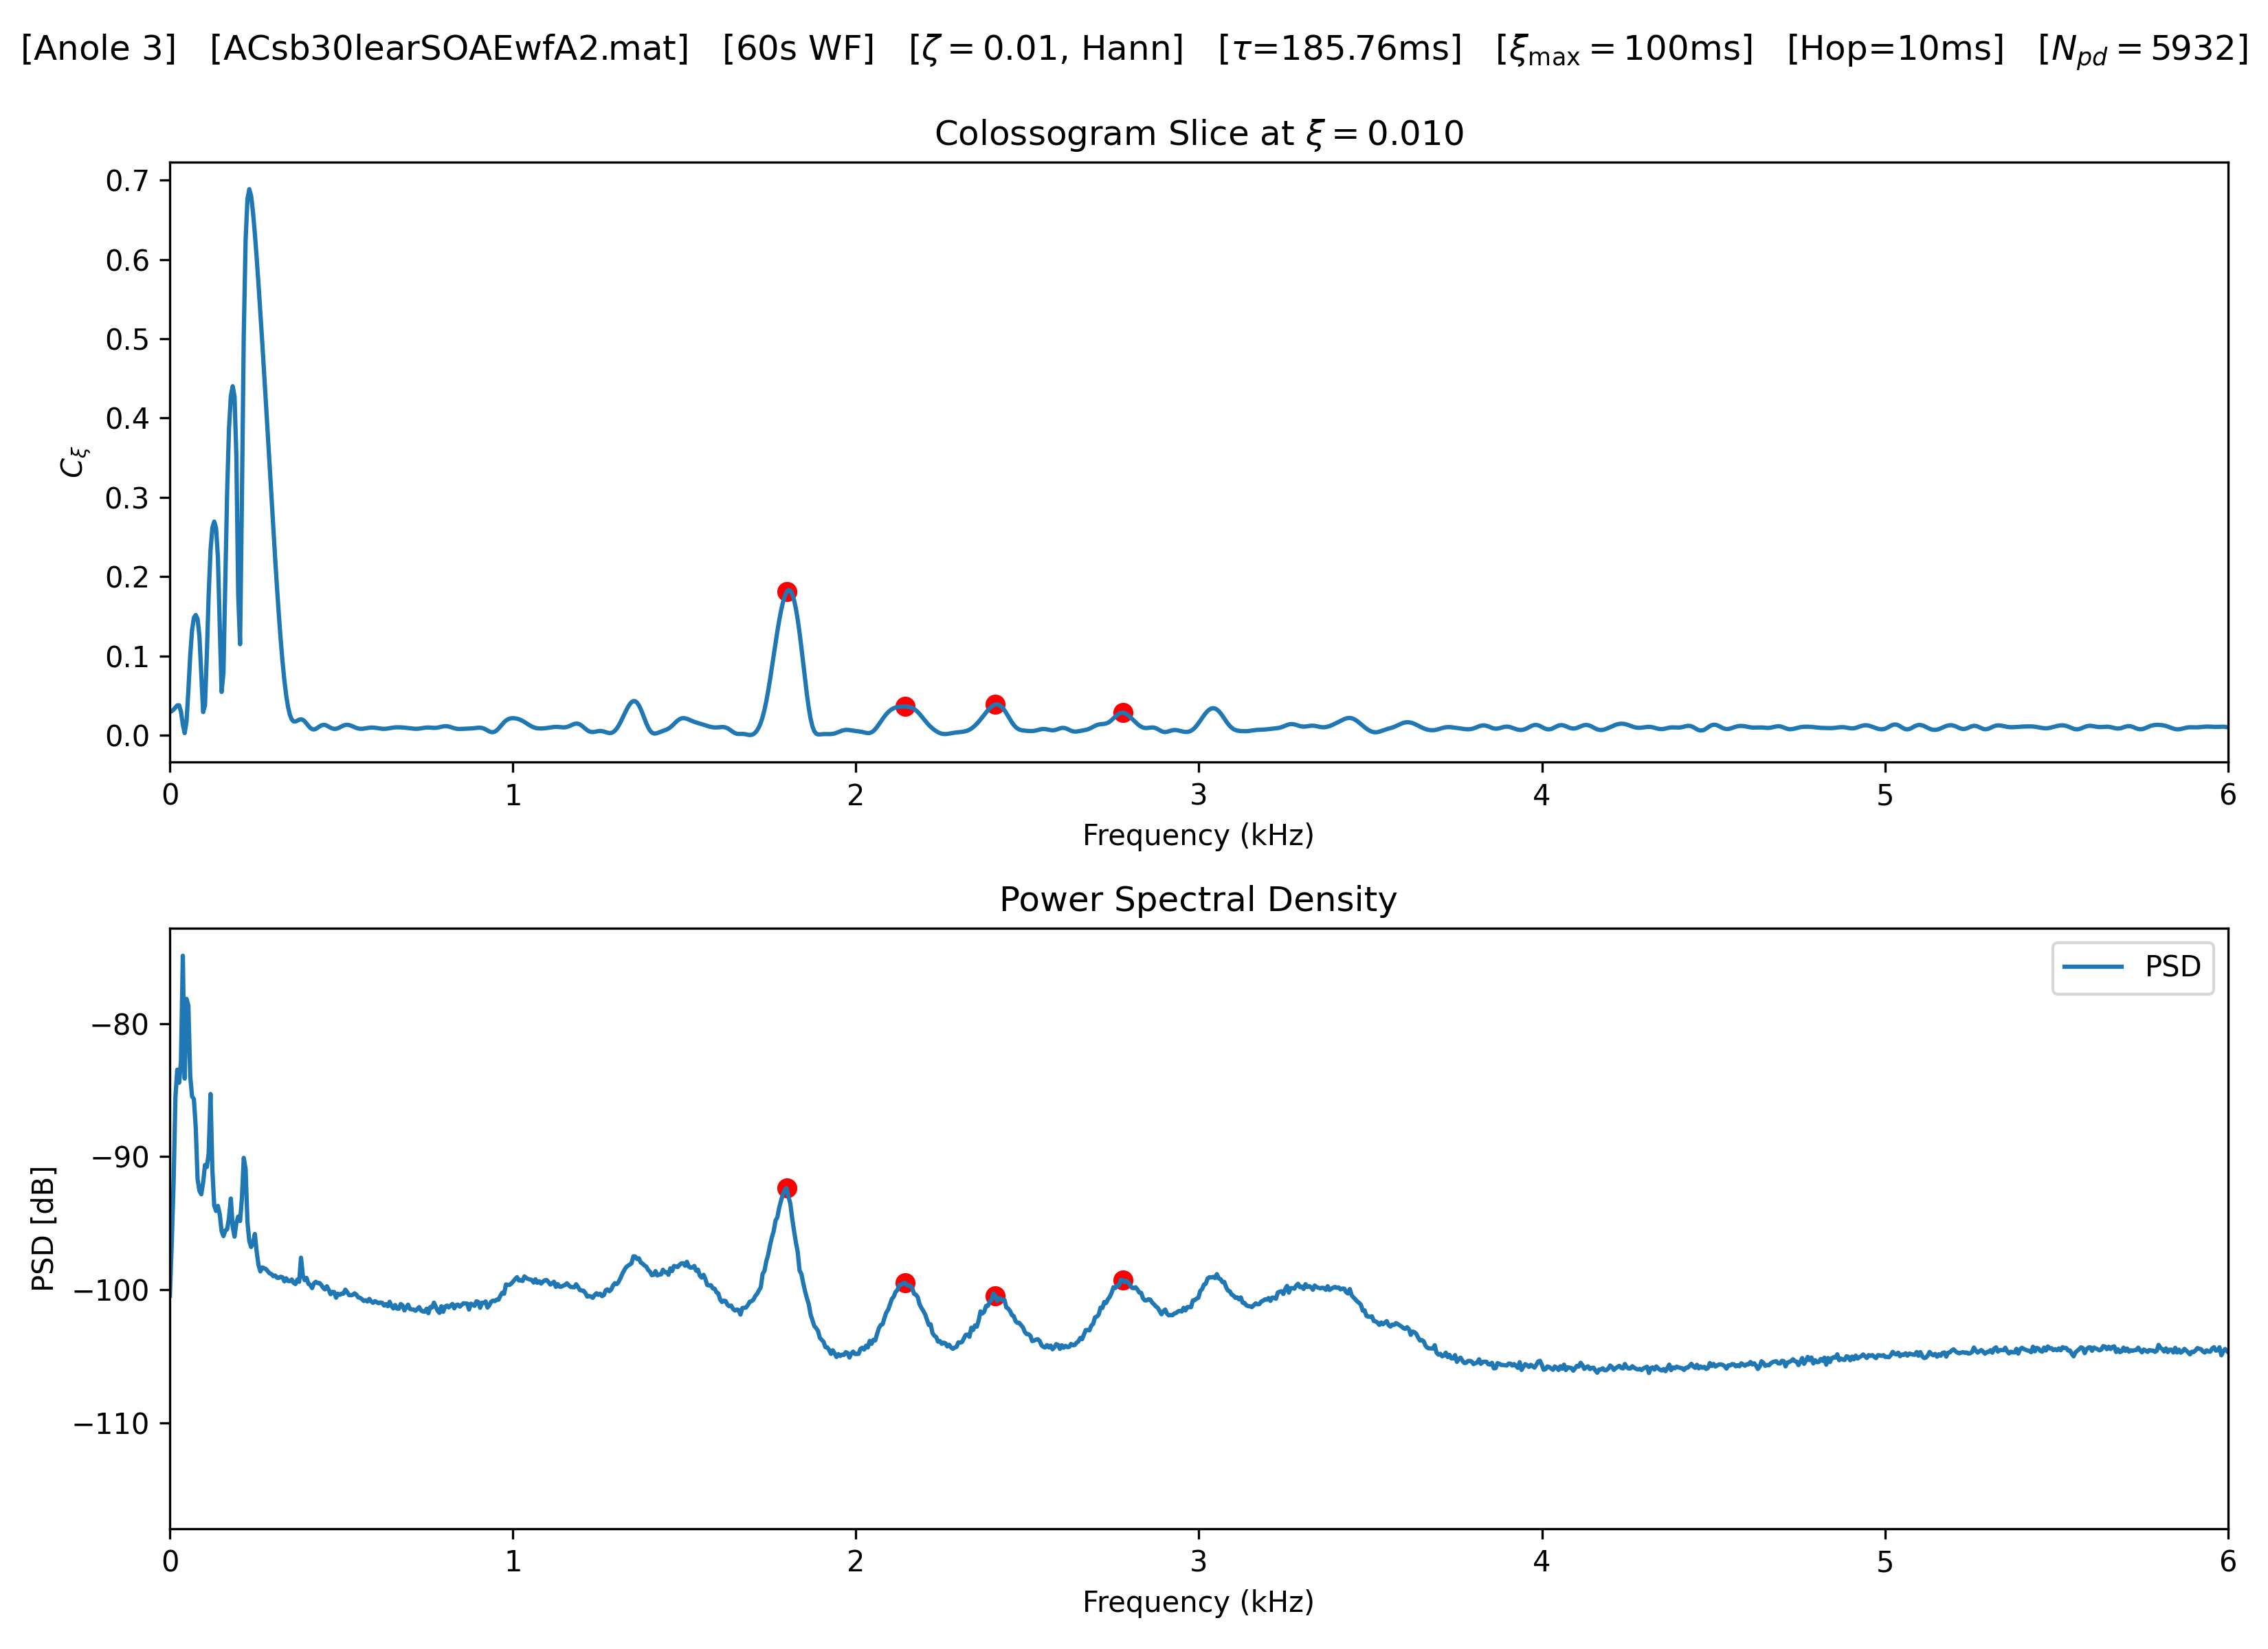 [Anole 3]   [ACsb30learSOAEwfA2.mat]   [60s WF]   [ζ = 0.01, Hann]   [τ=185.76ms]   [ξmax = 100ms]   [Hop=10ms]   [Npd = 5932]
Colossogram Slice at ξ = 0.010
0.7
0.6
0.5
0.4
0.3
0.2
0.1
0.0
Cξ
0 1 2 3 4 5 6
Frequency (kHz)
Power Spectral Density
PSD
−80
−90
−100
−110
PSD [dB]
0 1 2 3 4 5 6
Frequency (kHz)